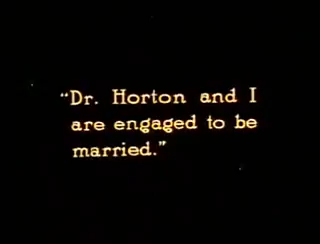 "Dr. Horton and I
are engaged to be
married."